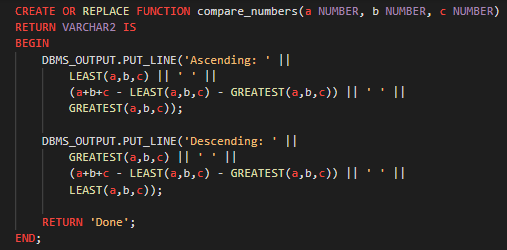 CREATE OR REPLACE FUNCTION compare_numbers(a NUMBER, b NUMBER, c NUMBER)
RETURN VARCHAR2 IS
BEGIN
    DBMS_OUTPUT.PUT_LINE('Ascending: ' ||
        LEAST(a,b,c) || ' ' ||
        (a+b+c - LEAST(a,b,c) - GREATEST(a,b,c)) || ' ' ||
        GREATEST(a,b,c));

    DBMS_OUTPUT.PUT_LINE('Descending: ' ||
        GREATEST(a,b,c) || ' ' ||
        (a+b+c - LEAST(a,b,c) - GREATEST(a,b,c)) || ' ' ||
        LEAST(a,b,c));

    RETURN 'Done';
END;